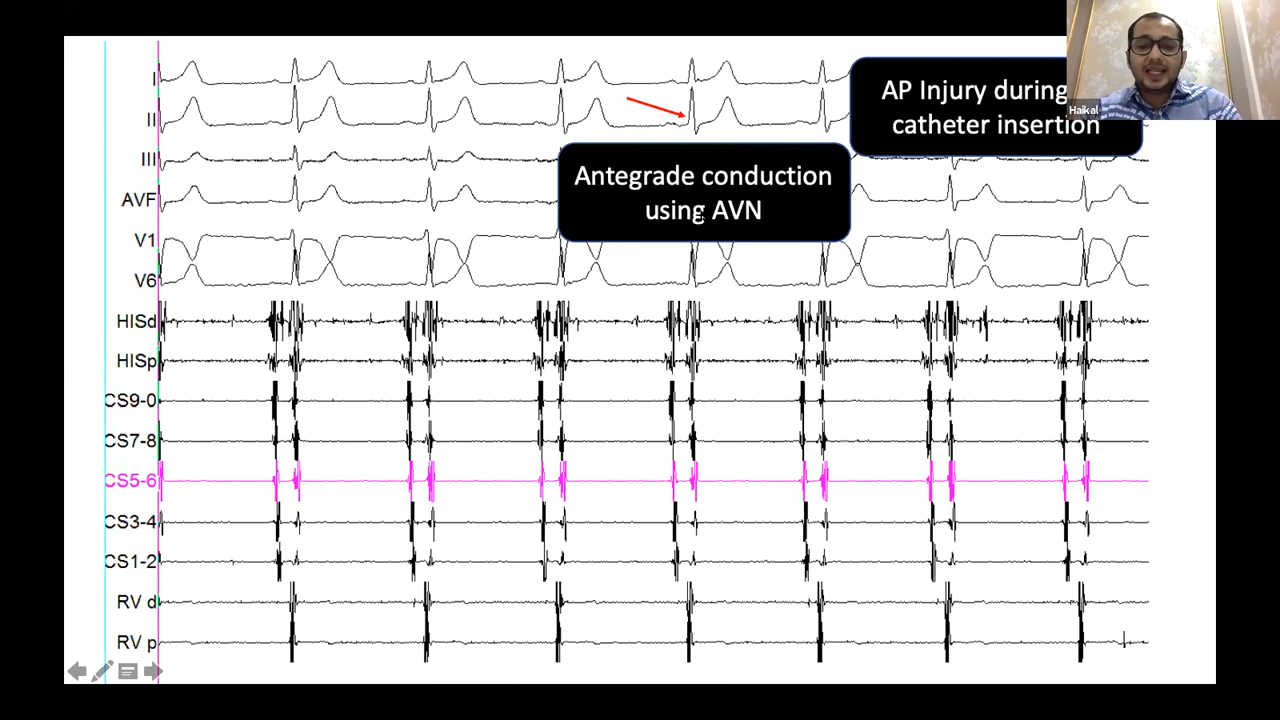 I
II
III
AVF
V1
V6
HISd
HISp
CS9-0
CS7-8
CS5-6
CS3-4
CS1-2
RV d
RV p
Antegrade conduction
using AVN
AP Injury during
catheter insertion
Haikal